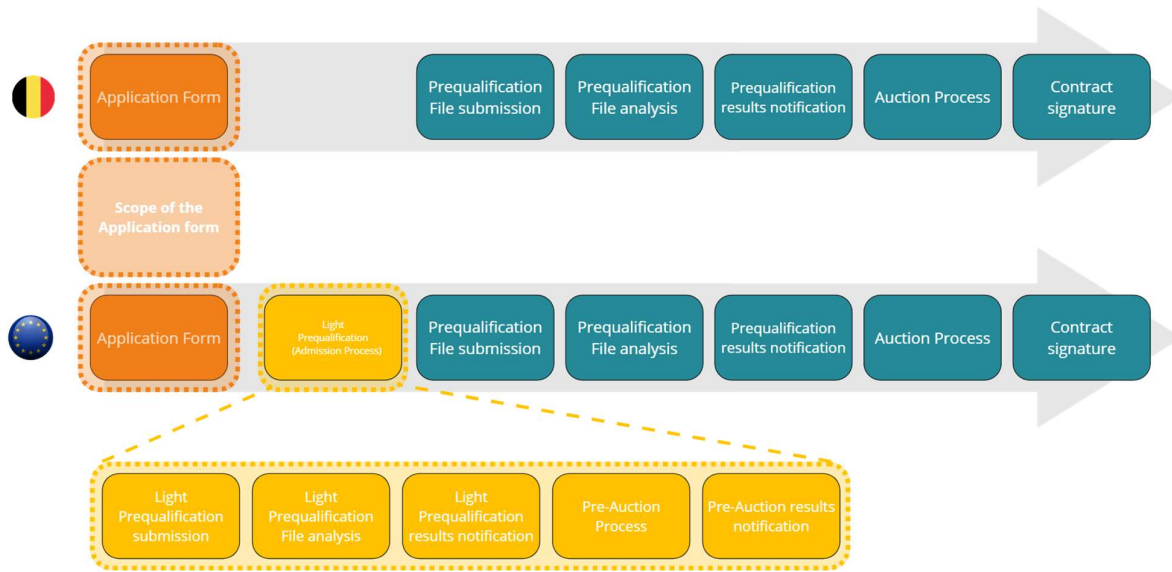 Application Form
Prequalification
File submission
Prequalification
File analysis
Prequalification
results notification
Auction Process
Contract
signature
Scope of the
Application form
Application Form
Light
Prequalification
(Admission Process)
Prequalification
File submission
Prequalification
File analysis
Prequalification
results notification
Auction Process
Contract
signature
Light
Prequalification
submission
Light
Prequalification
File analysis
Light
Prequalification
results notification
Pre-Auction
Process
Pre-Auction results
notification